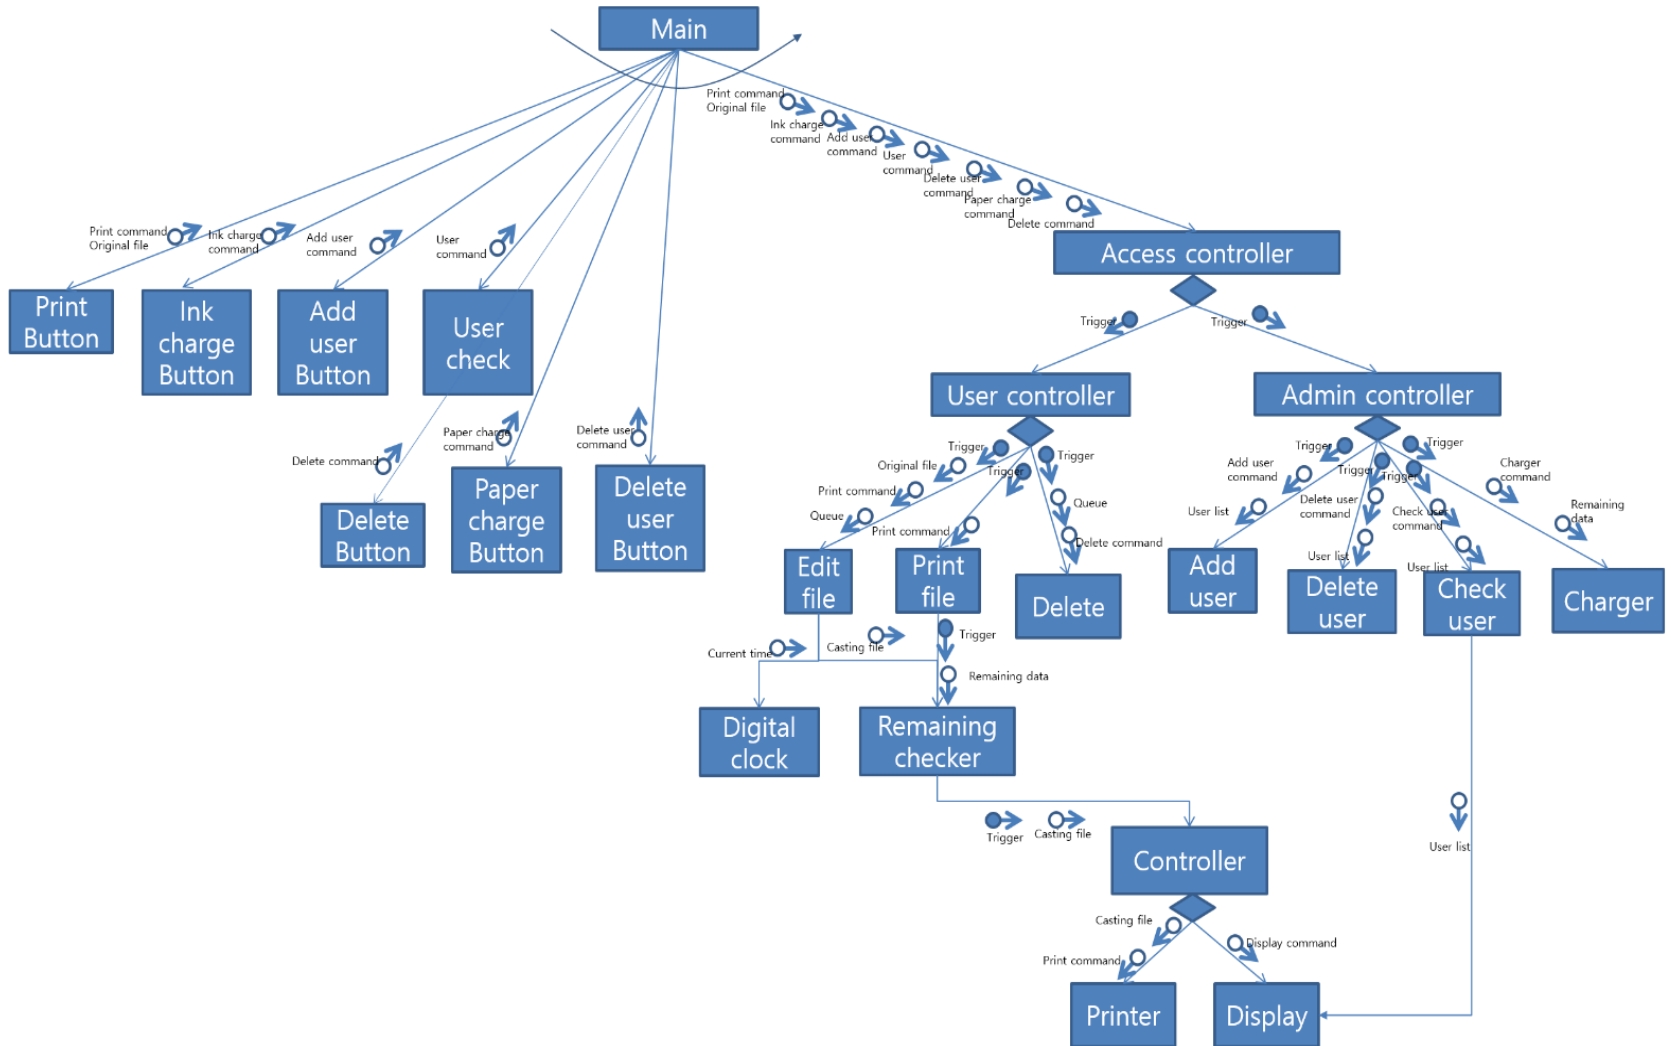 Main
Print command
Original file
Ink charge
command
Add user
command
User
command
Delete user
command
Paper charge
command
Delete command
Print command
Original file
Ink charge
command
Add user
command
User
command
Access controller
Print
Button
Ink
charge
Button
Add
user
Button
User
check
Trigger
Trigger
User controller
Admin controller
Delete command
Paper charge
command
Delete user
command
Delete
Button
Paper
charge
Button
Delete
user
Button
Trigger
Original file
Print command
Queue
Trigger
Print command
Trigger
Queue
Delete command
Trigger
Add user
command
User list
Trigger
Delete user
command
User list
Trigger
Check user
command
User list
Trigger
Charger
command
Remaining
data
Edit
file
Print
file
Delete
Add
user
Delete
user
Check
user
Charger
Current time
Casting file
Trigger
Remaining data
Digital
clock
Remaining
checker
Trigger
Casting file
Controller
User list
Casting file
Print command
Display command
Printer
Display